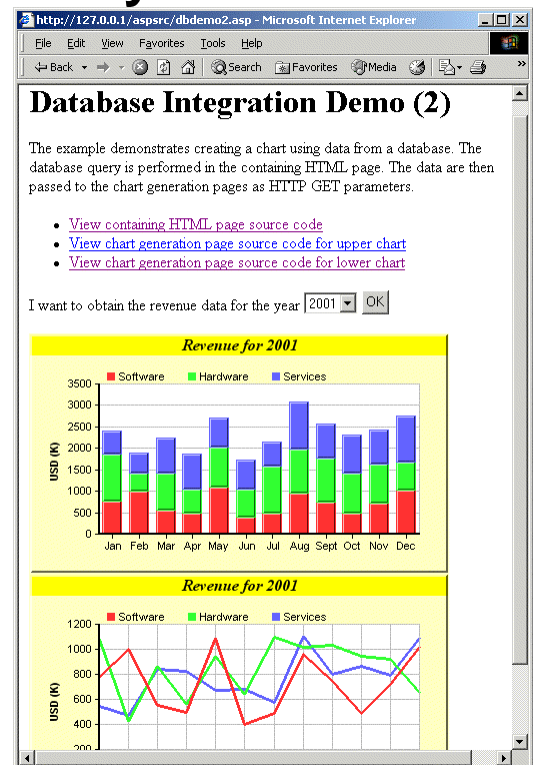 http://127.0.0.1/aspsrc/dbdemo2.asp - Microsoft Internet Explorer
File Edit View Favorites Tools Help
Back Search Favorites Media »
Database Integration Demo (2)
The example demonstrates creating a chart using data from a database. The
database query is performed in the containing HTML page. The data are then
passed to the chart generation pages as HTTP GET parameters.
• View containing HTML page source code
• View chart generation page source code for upper chart
• View chart generation page source code for lower chart
I want to obtain the revenue data for the year 2001 OK
Revenue for 2001
Software Hardware Services
3500
3000
2500
2000
1500
1000
500
0
USD (K)
Jan Feb Mar Apr May Jun Jul Aug Sept Oct Nov Dec
Revenue for 2001
Software Hardware Services
1200
1000
800
600
400
200
USD (K)